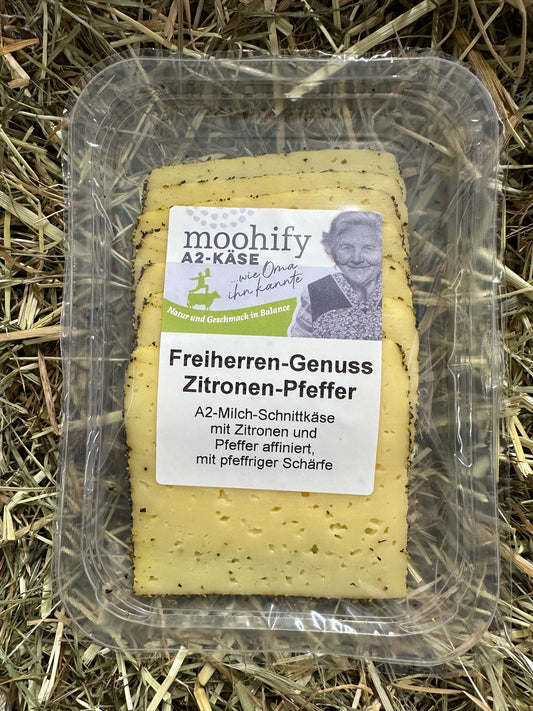 moohify
A2-KÄSE
...wie Oma
ihn kannte
Natur und Geschmack in Balance
Freiherren-Genuss
Zitronen-Pfeffer
A2-Milch-Schnittkäse
mit Zitronen und
Pfeffer affiniert,
mit pfeffriger Schärfe